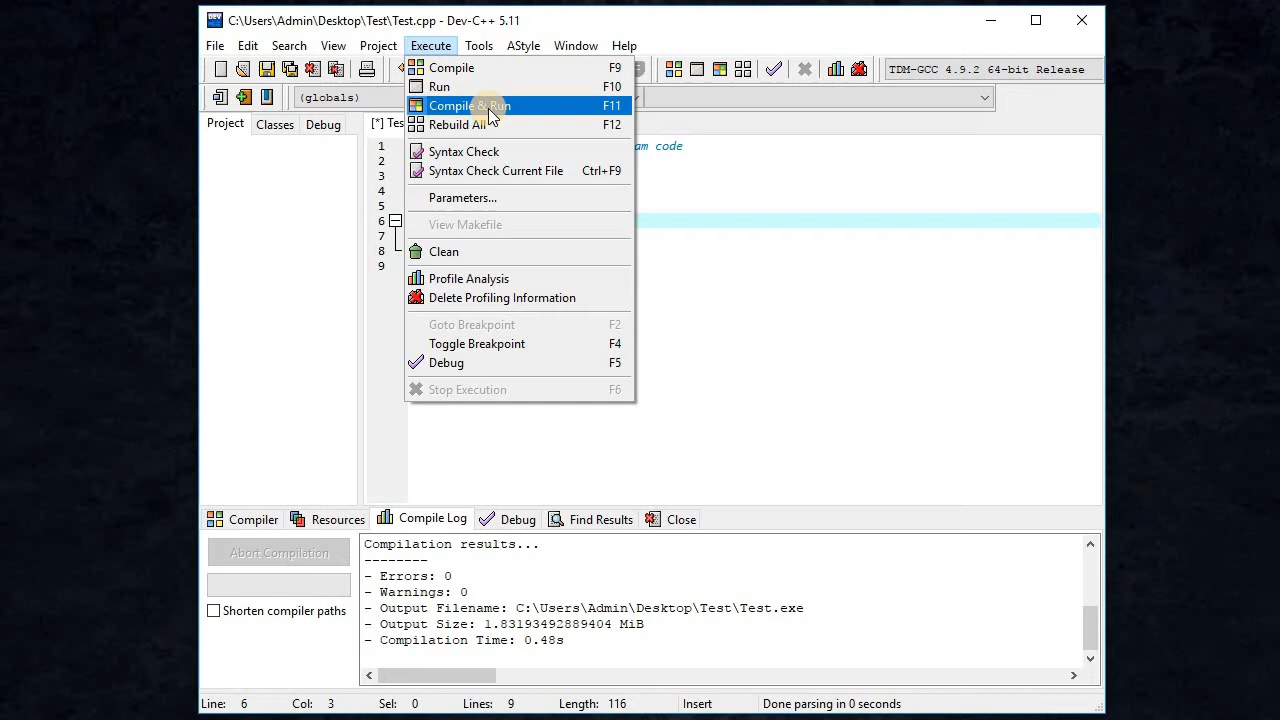 C:\Users\Admin\Desktop\Test\Test.cpp - Dev-C++ 5.11
File Edit Search View Project Execute Tools AStyle Window Help
TDM-GCC 4.9.2 64-bit Release
(globals)
Project Classes Debug
[*] Tes
Compile F9
Run F10
Compile & Run F11
Rebuild All F12
Syntax Check
Syntax Check Current File Ctrl+F9
Parameters...
View Makefile
Clean
Profile Analysis
Delete Profiling Information
Goto Breakpoint F2
Toggle Breakpoint F4
Debug F5
Stop Execution F6
1 am code
2
3
4
5
6
7
8
9
Compiler Resources Compile Log Debug Find Results Close
Abort Compilation
Shorten compiler paths
Compilation results...
--------
- Errors: 0
- Warnings: 0
- Output Filename: C:\Users\Admin\Desktop\Test\Test.exe
- Output Size: 1.83193492889404 MiB
- Compilation Time: 0.48s
Line: 6 Col: 3 Sel: 0 Lines: 9 Length: 116 Insert Done parsing in 0 seconds